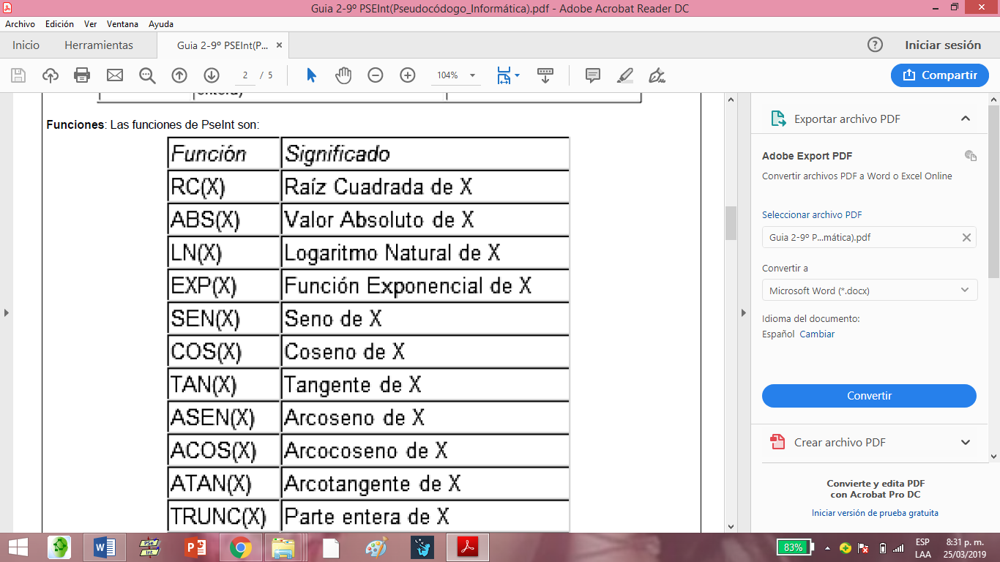 Guia 2-9º PSEInt(Pseudocódogo_Informática).pdf - Adobe Acrobat Reader DC
Archivo Edición Ver Ventana Ayuda
Inicio Herramientas Guia 2-9º PSEInt(P... × Iniciar sesión
2 / 5 104% Compartir
Funciones: Las funciones de PseInt son:
Función Significado
RC(X) Raíz Cuadrada de X
ABS(X) Valor Absoluto de X
LN(X) Logaritmo Natural de X
EXP(X) Función Exponencial de X
SEN(X) Seno de X
COS(X) Coseno de X
TAN(X) Tangente de X
ASEN(X) Arcoseno de X
ACOS(X) Arcocoseno de X
ATAN(X) Arcotangente de X
TRUNC(X) Parte entera de X
Exportar archivo PDF
Adobe Export PDF
Convertir archivos PDF a Word o Excel Online
Seleccionar archivo PDF
Guia 2-9º P...mática).pdf
Convertir a
Microsoft Word (*.docx)
Idioma del documento:
Español Cambiar
Convertir
Crear archivo PDF
Convierte y edita PDF
con Acrobat Pro DC
Iniciar versión de prueba gratuita
PSe
Int
83%
ESP
LAA
8:31 p. m.
25/03/2019